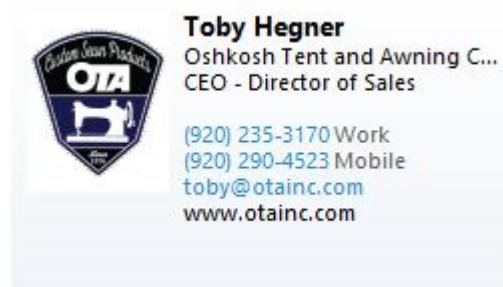 Custom Sewn Products
OTA
Since
Toby Hegner
Oshkosh Tent and Awning C...
CEO - Director of Sales
(920) 235-3170 Work
(920) 290-4523 Mobile
toby@otainc.com
www.otainc.com